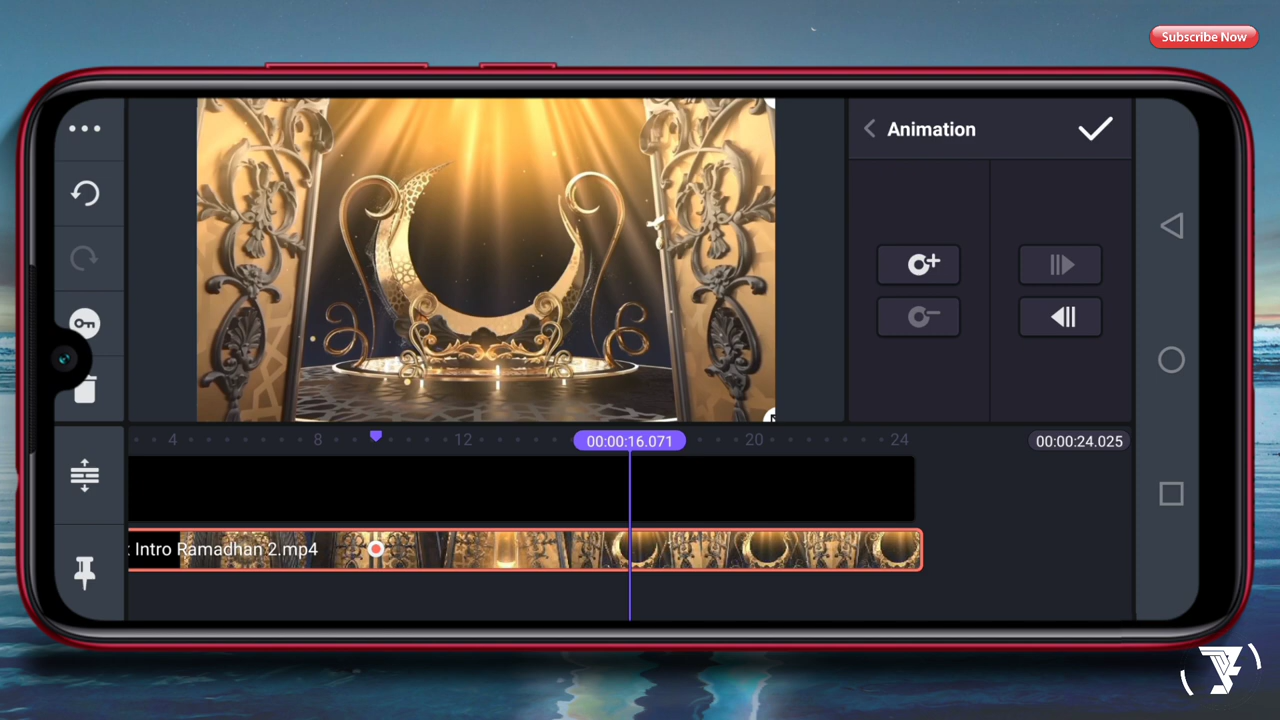 Subscribe Now
Animation
4 8 12 00:00:16.071 20 24 00:00:24.025
: Intro Ramadhan 2.mp4